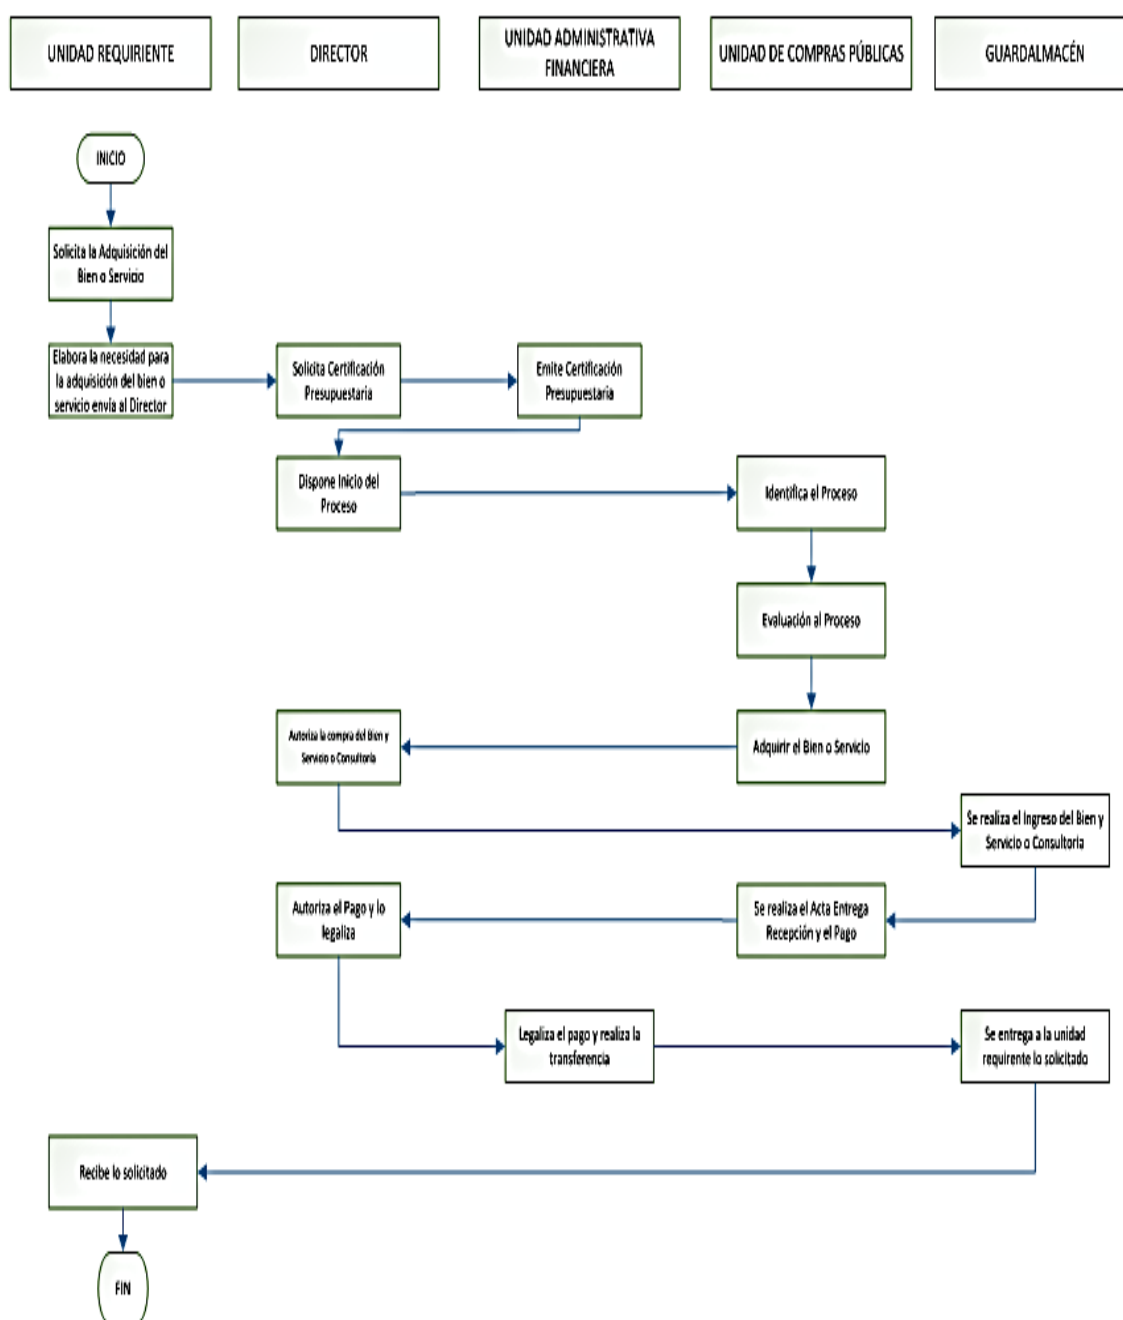 UNIDAD REQUIRIENTE
DIRECTOR
UNIDAD ADMINISTRATIVA
FINANCIERA
UNIDAD DE COMPRAS PÚBLICAS
GUARDALMACÉN
INICIO
Solicita la Adquisición del
Bien o Servicio
Elabora la necesidad para
la adquisición del bien o
servicio envía al Director
Solicita Certificación
Presupuestaria
Emite Certificación
Presupuestaria
Dispone Inicio del
Proceso
Identifica el Proceso
Evaluación al Proceso
Adquirir el Bien o Servicio
Autoriza la compra del Bien y
Servicio o Consultoría
Se realiza el Ingreso del Bien y
Servicio o Consultoría
Se realiza el Acta Entrega
Recepción y el Pago
Autoriza el Pago y lo
legaliza
Legaliza el pago y realiza la
transferencia
Se entrega a la unidad
requirente lo solicitado
Recibe lo solicitado
FIN